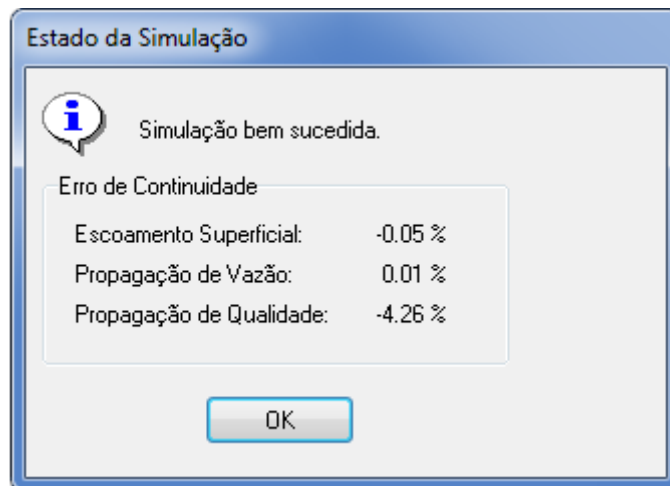 Estado da Simulação
Simulação bem sucedida.
Erro de Continuidade
Escoamento Superficial: -0.05 %
Propagação de Vazão: 0.01 %
Propagação de Qualidade: -4.26 %
OK